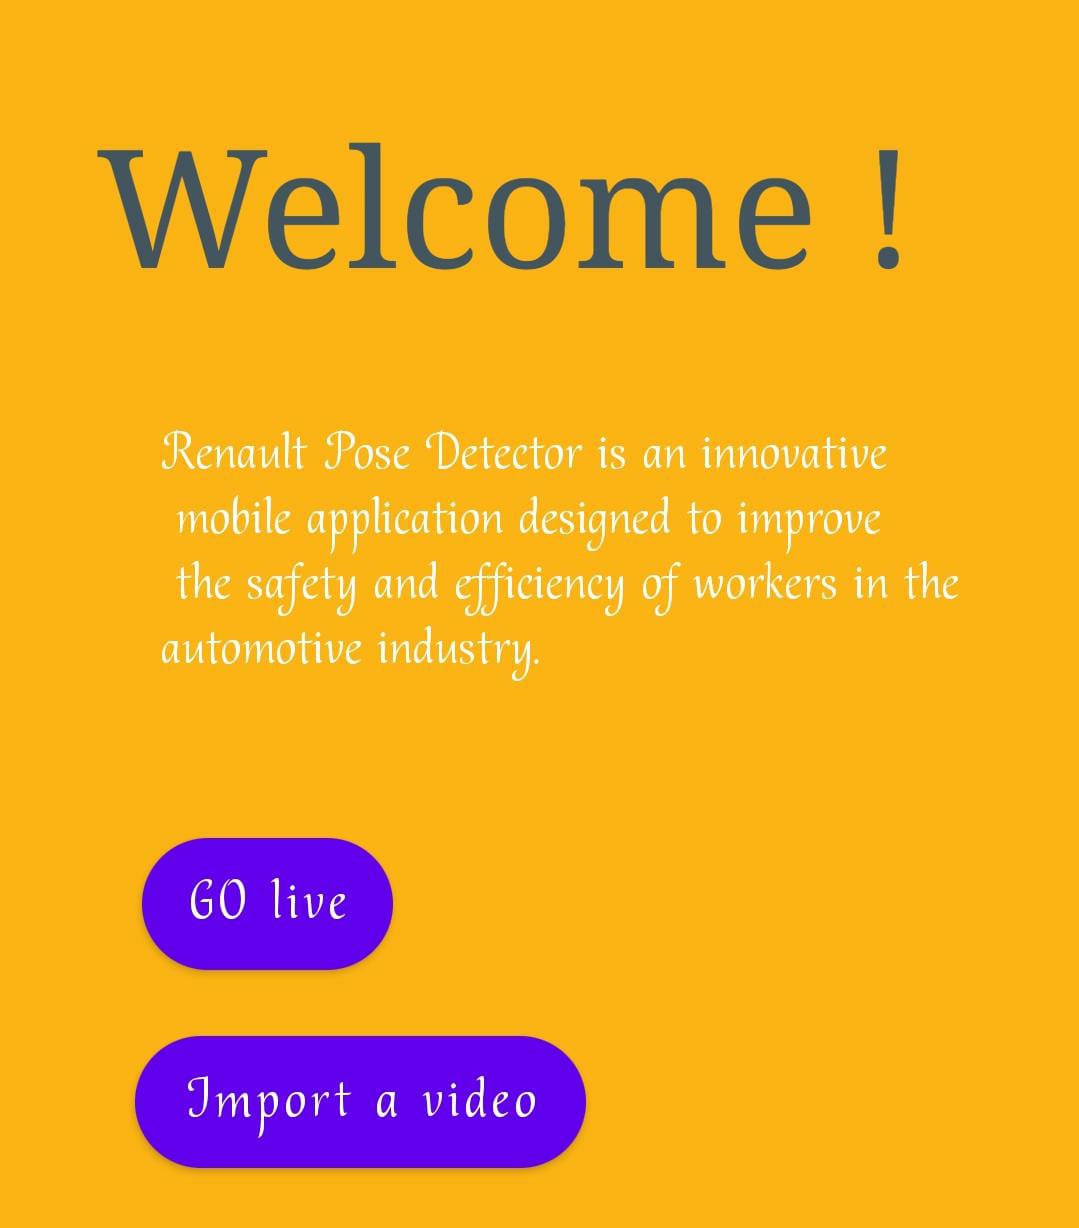 Welcome !
Renault Pose Detector is an innovative
mobile application designed to improve
the safety and efficiency of workers in the
automotive industry.
GO live
Import a video